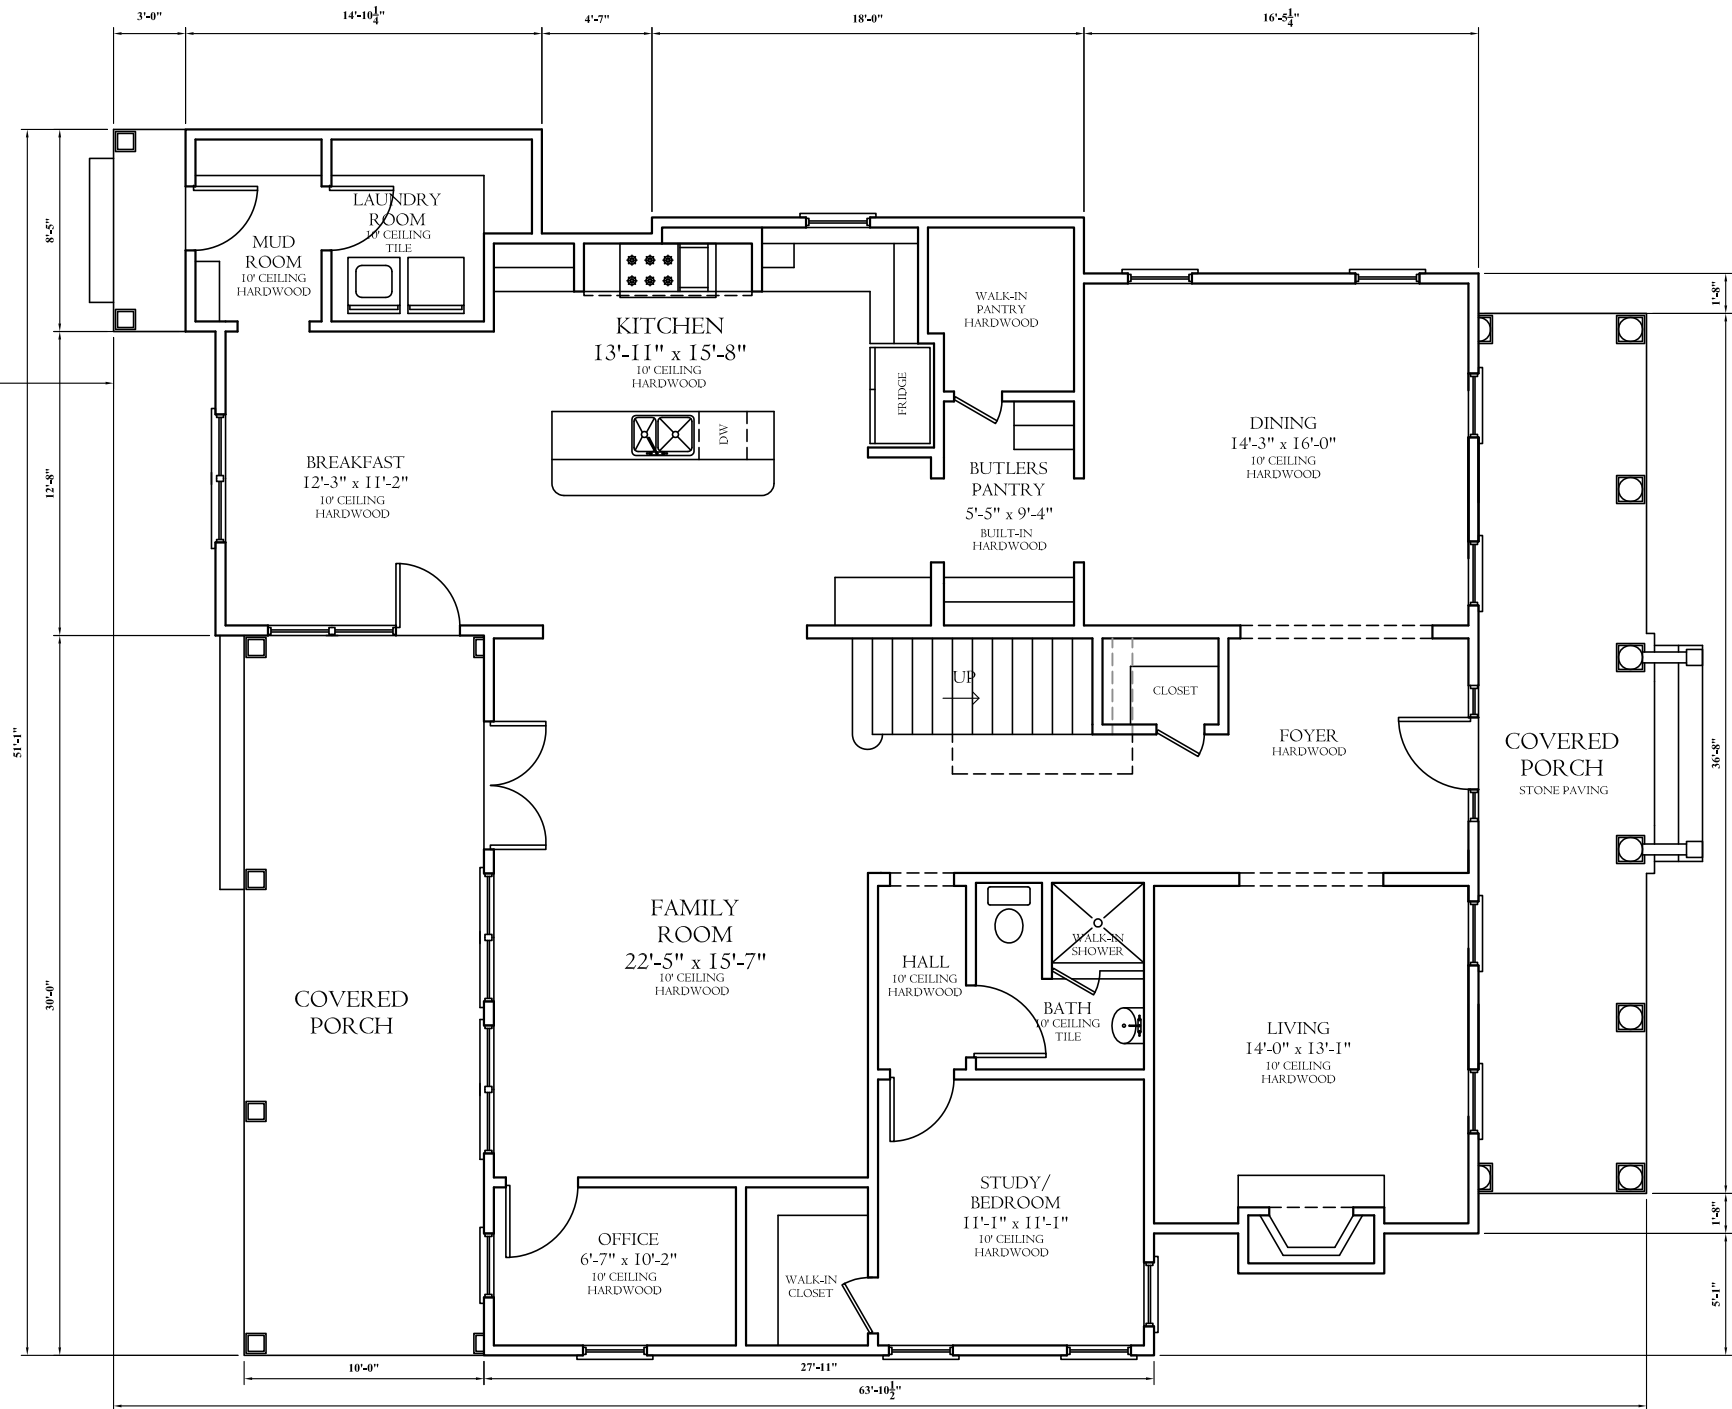 3'-0"
14'-10¼"
4'-7"
18'-0"
16'-5¼"
8'-5"
12'-8"
51'-1"
30'-0"
1'-8"
36'-8"
1'-8"
5'-1"
LAUNDRY
ROOM
10' CEILING
TILE
MUD
ROOM
10' CEILING
HARDWOOD
KITCHEN
13'-11" x 15'-8"
10' CEILING
HARDWOOD
WALK-IN
PANTRY
HARDWOOD
FRIDGE
DW
BREAKFAST
12'-3" x 11'-2"
10' CEILING
HARDWOOD
BUTLERS
PANTRY
5'-5" x 9'-4"
BUILT-IN
HARDWOOD
DINING
14'-3" x 16'-0"
10' CEILING
HARDWOOD
UP
CLOSET
FOYER
HARDWOOD
COVERED
PORCH
STONE PAVING
FAMILY
ROOM
22'-5" x 15'-7"
10' CEILING
HARDWOOD
COVERED
PORCH
HALL
10' CEILING
HARDWOOD
WALK-IN
SHOWER
BATH
10' CEILING
TILE
LIVING
14'-0" x 13'-1"
10' CEILING
HARDWOOD
STUDY/
BEDROOM
11'-1" x 11'-1"
10' CEILING
HARDWOOD
OFFICE
6'-7" x 10'-2"
10' CEILING
HARDWOOD
WALK-IN
CLOSET
10'-0"
27'-11"
63'-10½"